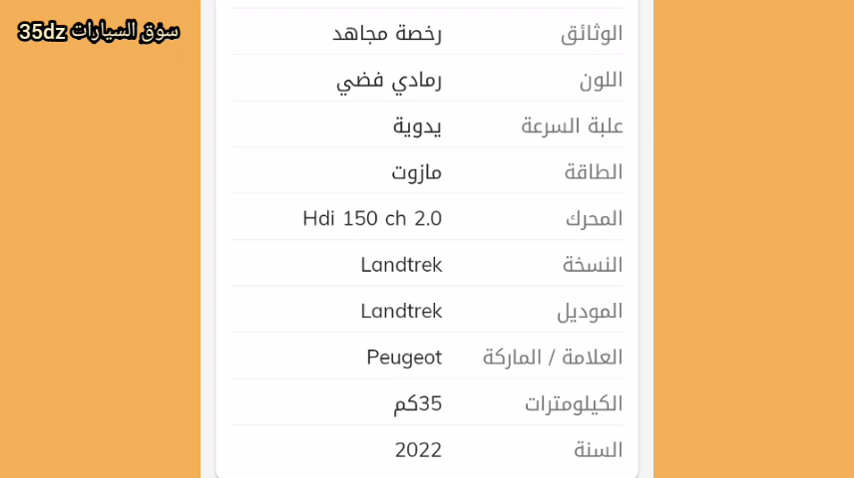 سوق السيارات 35dz
الوثائق رخصة مجاهد
اللون رمادي فضي
علبة السرعة يدوية
الطاقة مازوت
المحرك Hdi 150 ch 2.0
النسخة Landtrek
الموديل Landtrek
العلامة / الماركة Peugeot
الكيلومترات 35كم
السنة 2022